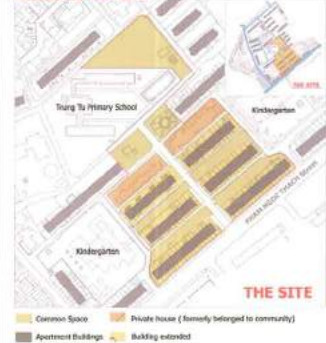 THE SITE
Trung Tu Primary School
Kindergarten
PHAM NGOC THACH Street
Kindergarten
THE SITE
Common Space
Private house ( formerly belonged to community)
Apartment Buildings
Building extended